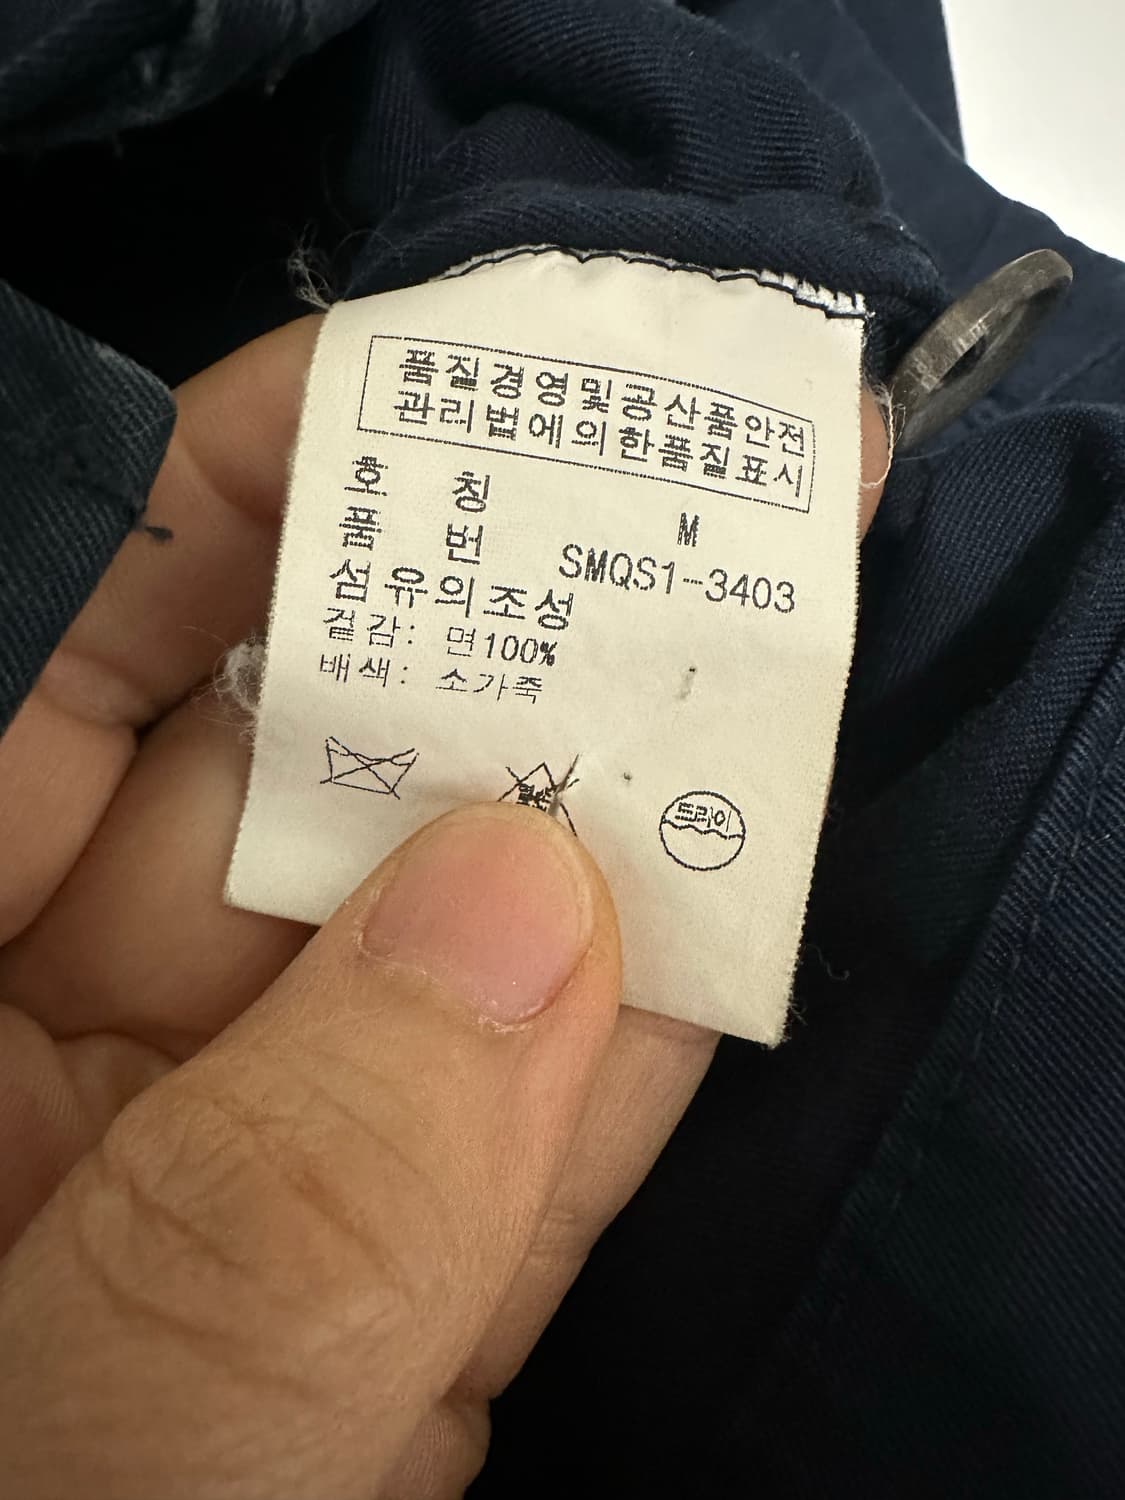 품질경영및공산품안전
관리법에의한품질표시
호 칭 M
품 번 SMQS1-3403
섬유의조성
겉감: 면100%
배색: 소가죽
드라이